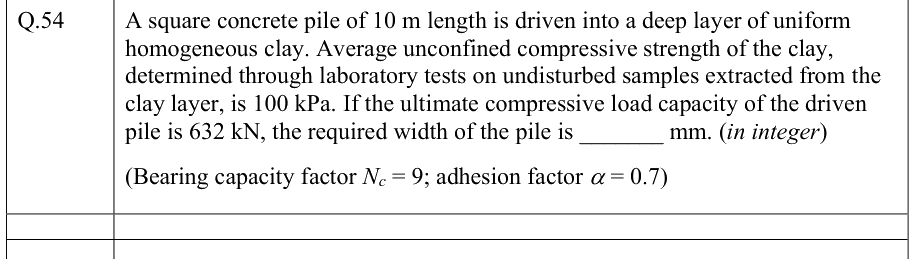 Q.54
A square concrete pile of 10 m length is driven into a deep layer of uniform
homogeneous clay. Average unconfined compressive strength of the clay,
determined through laboratory tests on undisturbed samples extracted from the
clay layer, is 100 kPa. If the ultimate compressive load capacity of the driven
pile is 632 kN, the required width of the pile is ________ mm. (in integer)
(Bearing capacity factor Nc = 9; adhesion factor α = 0.7)